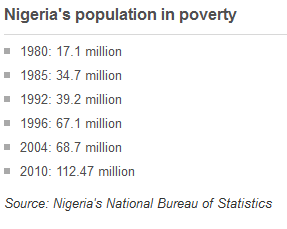 Nigeria's population in poverty
1980: 17.1 million
1985: 34.7 million
1992: 39.2 million
1996: 67.1 million
2004: 68.7 million
2010: 112.47 million
Source: Nigeria's National Bureau of Statistics